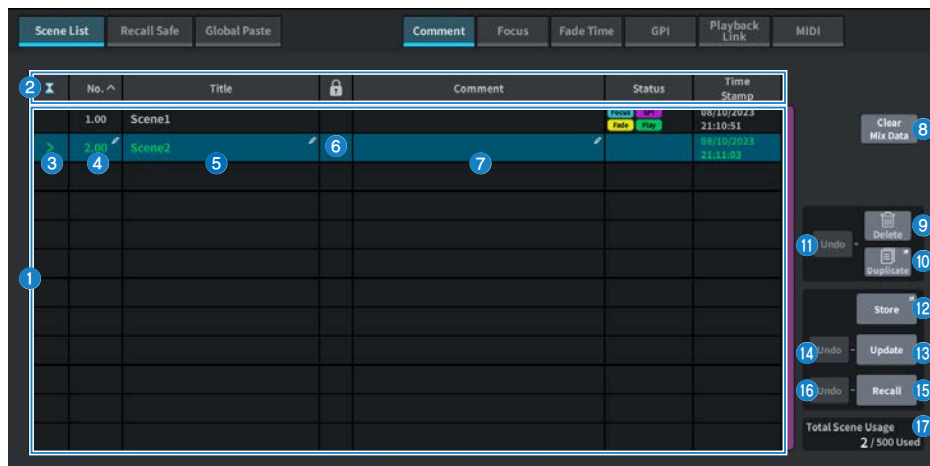 Scene List Recall Safe Global Paste Comment Focus Fade Time GPI Playback Link MIDI
2 No. ^ Title Comment Status Time Stamp
1.00 Scene1 Focus GPI Fade Play 08/10/2023 21:10:51
> 2.00 Scene2 08/10/2023 21:11:03
3 4 5 6 7
1
Clear Mix Data 8
Delete 9
11 Undo
Duplicate 10
Store 12
14 Undo - Update 13
16 Undo - Recall 15
Total Scene Usage 17
2 / 500 Used